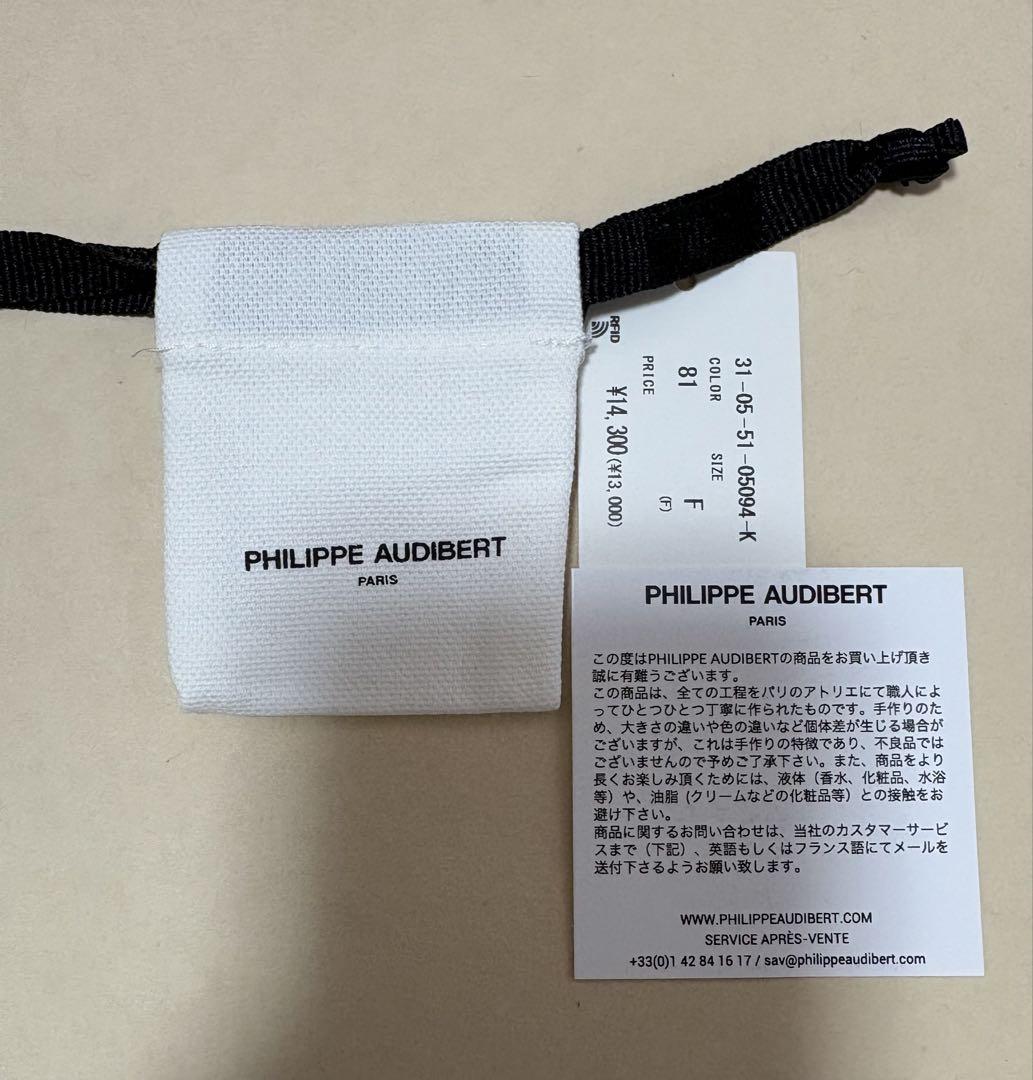 PHILIPPE AUDIBERT
PARIS
RFID
31-05-51-05094-K
COLOR SIZE
81 F
(F)
PRICE
¥14,300(¥13,000)
PHILIPPE AUDIBERT
PARIS
この度はPHILIPPE AUDIBERTの商品をお買い上げ頂き
誠に有難うございます。
この商品は、全ての工程をパリのアトリエにて職人によ
ってひとつひとつ丁寧に作られたものです。手作りのた
め、大きさの違いや色の違いなど個体差が生じる場合が
ございますが、これは手作りの特徴であり、不良品では
ございませんので予めご了承下さい。また、商品をより
長くお楽しみ頂くためには、液体（香水、化粧品、水浴
等）や、油脂（クリームなどの化粧品等）との接触をお
避け下さい。
商品に関するお問い合わせは、当社のカスタマーサービ
スまで（下記）、英語もしくはフランス語にてメールを
送付下さるようお願い致します。
WWW.PHILIPPEAUDIBERT.COM
SERVICE APRÈS-VENTE
+33(0)1 42 84 16 17 / sav@philippeaudibert.com